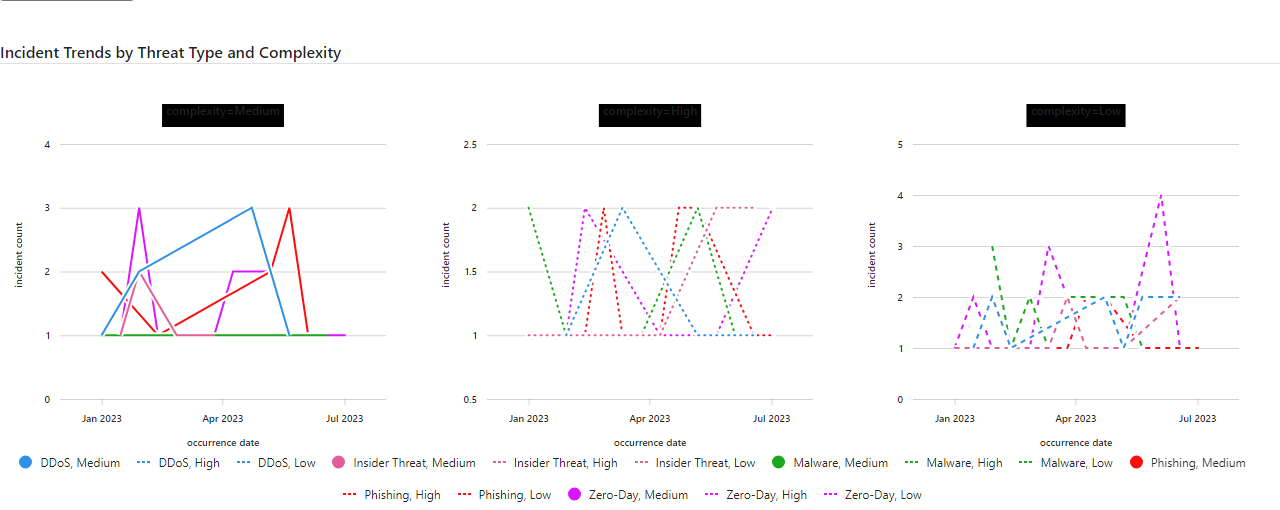 Incident Trends by Threat Type and Complexity
complexity=Medium
complexity=High
complexity=Low
4
3
2
1
0
incident count
Jan 2023
Apr 2023
Jul 2023
occurrence date
2.5
2
1.5
1
0.5
incident count
Jan 2023
Apr 2023
Jul 2023
occurrence date
5
4
3
2
1
0
incident count
Jan 2023
Apr 2023
Jul 2023
occurrence date
DDoS, Medium DDoS, High DDoS, Low Insider Threat, Medium Insider Threat, High Insider Threat, Low Malware, Medium Malware, High Malware, Low Phishing, Medium
Phishing, High Phishing, Low Zero-Day, Medium Zero-Day, High Zero-Day, Low